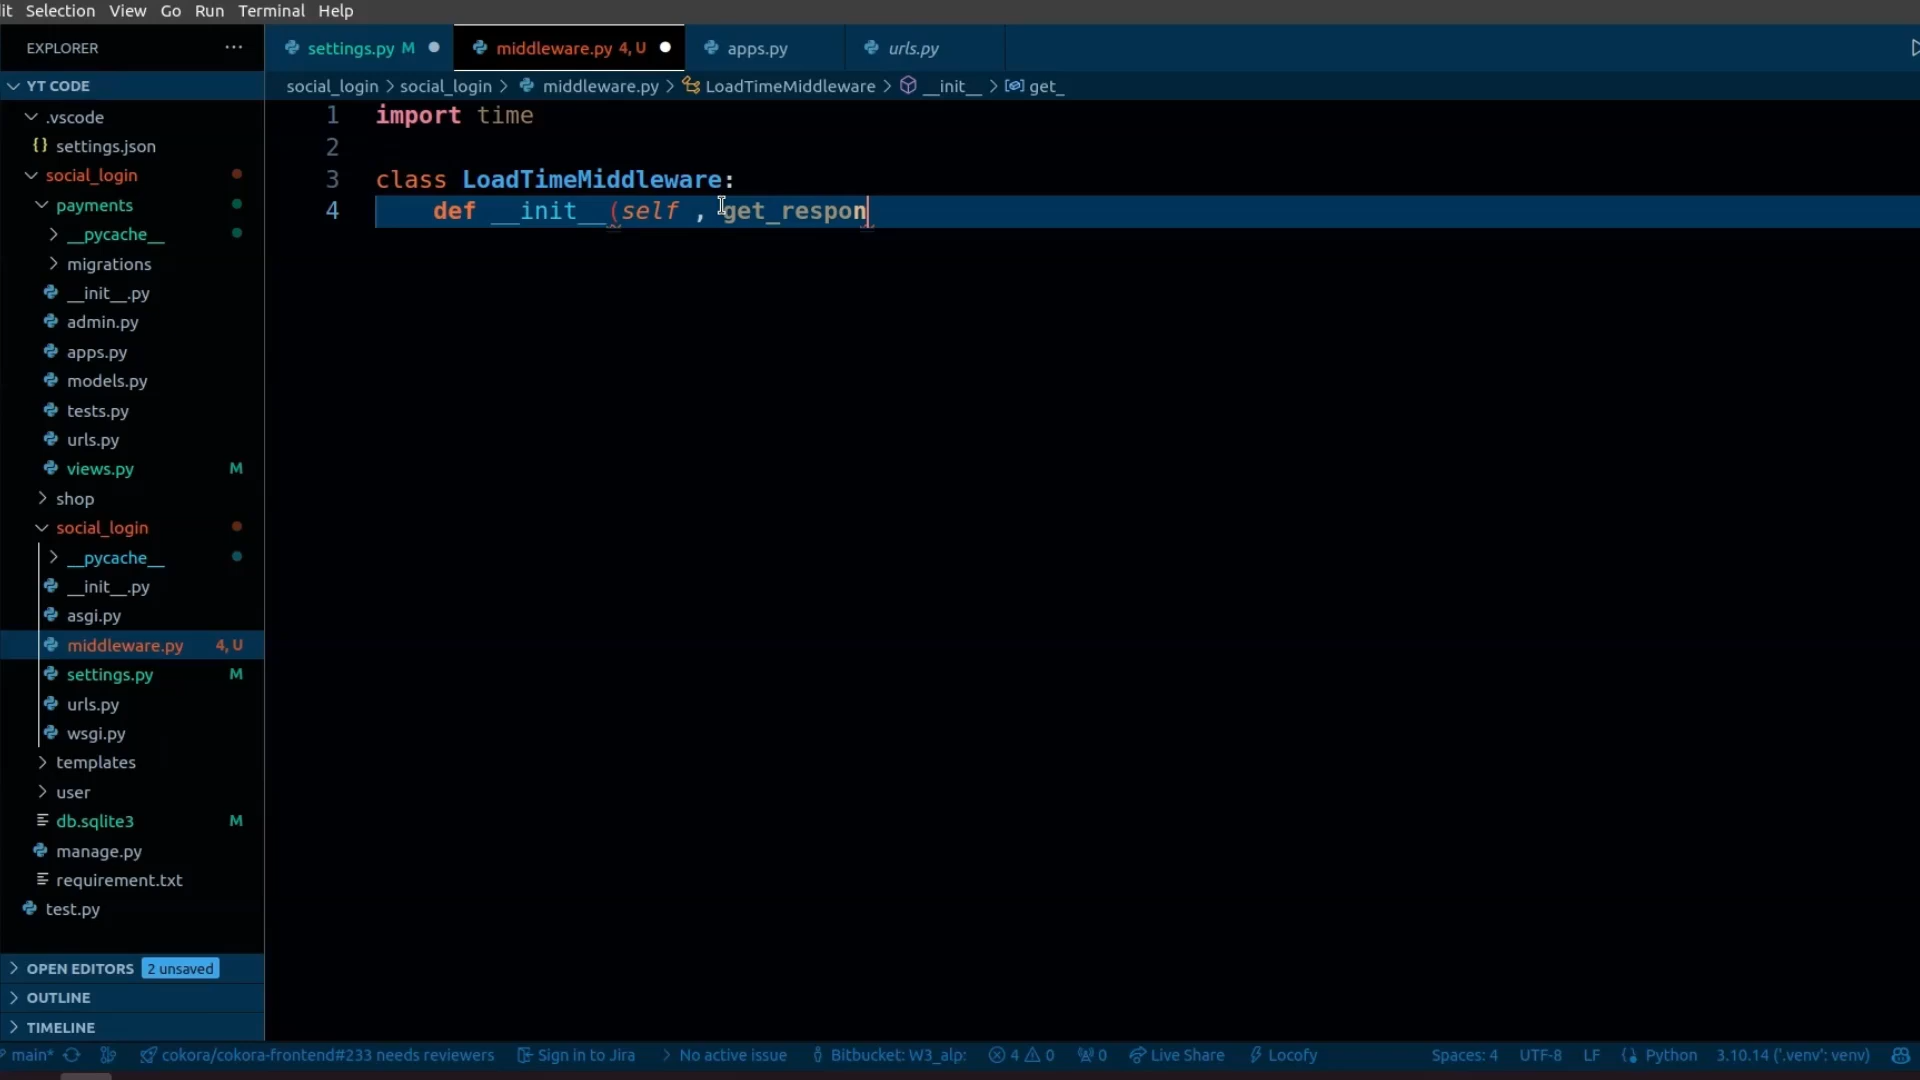 it Selection View Go Run Terminal Help
EXPLORER ...
settings.py M
middleware.py 4, U
apps.py
urls.py
YT CODE
social_login > social_login > middleware.py > LoadTimeMiddleware > __init__ > get_
.vscode
{} settings.json
social_login
payments
__pycache__
migrations
__init__.py
admin.py
apps.py
models.py
tests.py
urls.py
views.py M
shop
social_login
__pycache__
__init__.py
asgi.py
middleware.py 4, U
settings.py M
urls.py
wsgi.py
templates
user
db.sqlite3 M
manage.py
requirement.txt
test.py
OPEN EDITORS 2 unsaved
OUTLINE
TIMELINE
1 import time
2
3 class LoadTimeMiddleware:
4 def __init__(self , get_respon
main* cokora/cokora-frontend#233 needs reviewers Sign in to Jira No active issue Bitbucket: W3_alp: 4 0 0 Live Share Locofy Spaces: 4 UTF-8 LF Python 3.10.14 ('.venv': venv)